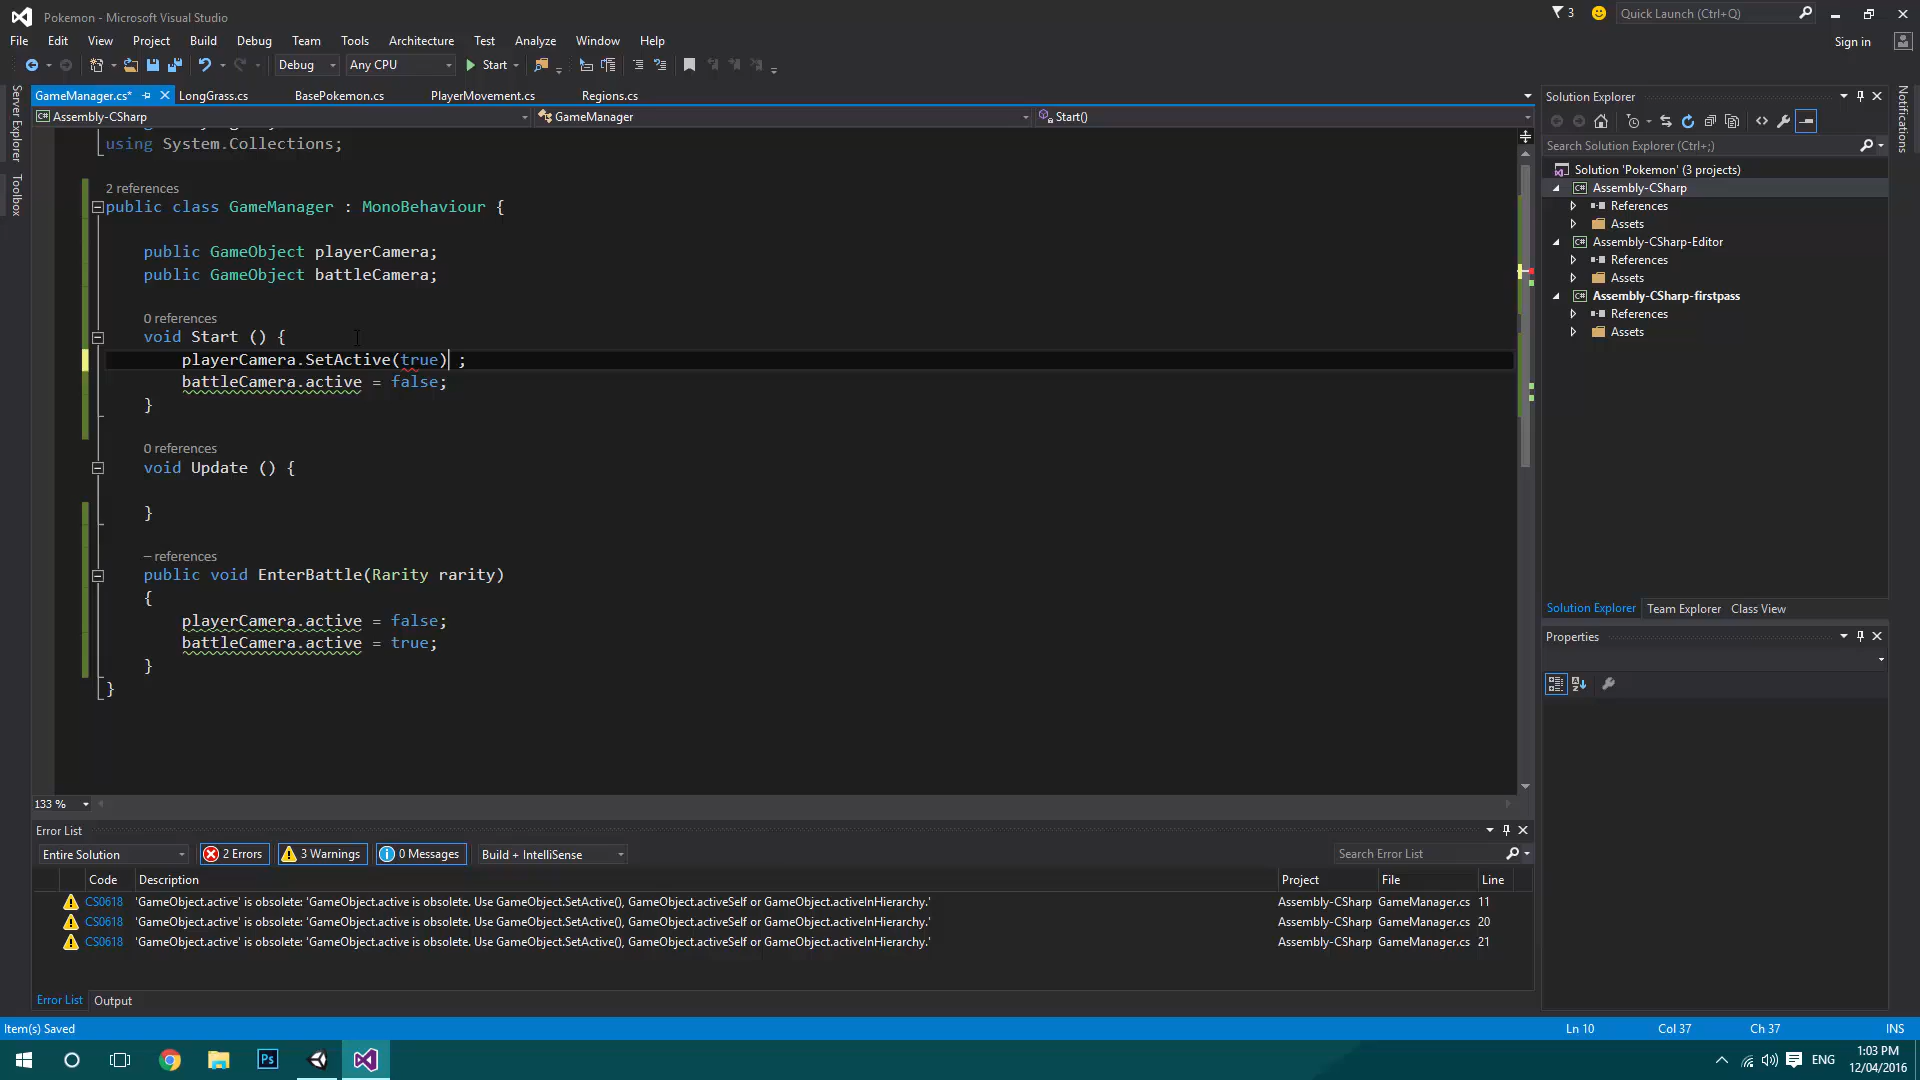 Pokemon - Microsoft Visual Studio
3
Quick Launch (Ctrl+Q)
File Edit View Project Build Debug Team Tools Architecture Test Analyze Window Help
Sign in
Debug Any CPU Start
Server Explorer
Toolbox
GameManager.cs* LongGrass.cs BasePokemon.cs PlayerMovement.cs Regions.cs
Assembly-CSharp GameManager Start()
using System.Collections;
2 references
public class GameManager : MonoBehaviour {
public GameObject playerCamera;
public GameObject battleCamera;
0 references
void Start () {
playerCamera.SetActive(true) ;
battleCamera.active = false;
}
0 references
void Update () {
}
— references
public void EnterBattle(Rarity rarity)
{
playerCamera.active = false;
battleCamera.active = true;
}
}
133 %
Solution Explorer
Search Solution Explorer (Ctrl+;)
Solution 'Pokemon' (3 projects)
Assembly-CSharp
References
Assets
Assembly-CSharp-Editor
References
Assets
Assembly-CSharp-firstpass
References
Assets
Solution Explorer Team Explorer Class View
Properties
Notifications
Error List
Entire Solution 2 Errors 3 Warnings 0 Messages Build + IntelliSense Search Error List
Code Description Project File Line
CS0618 'GameObject.active' is obsolete: 'GameObject.active is obsolete. Use GameObject.SetActive(), GameObject.activeSelf or GameObject.activeInHierarchy.' Assembly-CSharp GameManager.cs 11
CS0618 'GameObject.active' is obsolete: 'GameObject.active is obsolete. Use GameObject.SetActive(), GameObject.activeSelf or GameObject.activeInHierarchy.' Assembly-CSharp GameManager.cs 20
CS0618 'GameObject.active' is obsolete: 'GameObject.active is obsolete. Use GameObject.SetActive(), GameObject.activeSelf or GameObject.activeInHierarchy.' Assembly-CSharp GameManager.cs 21
Error List Output
Item(s) Saved Ln 10 Col 37 Ch 37 INS
Ps
ENG
1:03 PM
12/04/2016